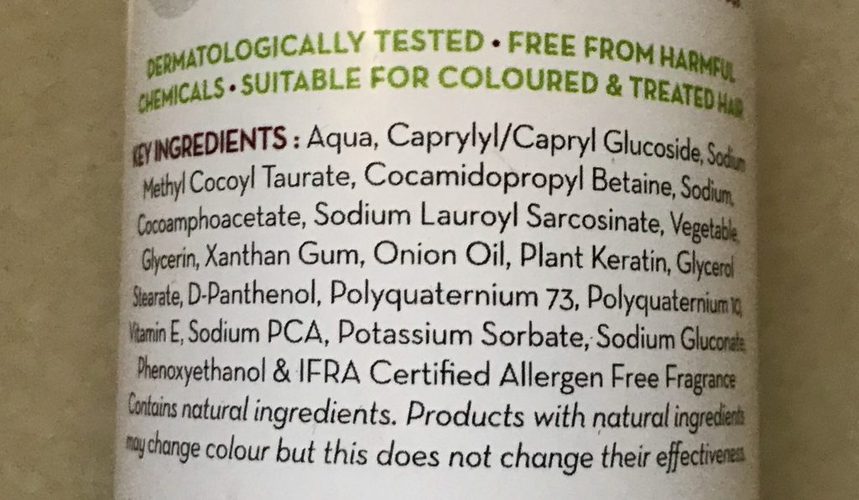 DERMATOLOGICALLY TESTED • FREE FROM HARMFUL
CHEMICALS • SUITABLE FOR COLOURED & TREATED HAIR
KEY INGREDIENTS : Aqua, Caprylyl/Capryl Glucoside, Sodium
Methyl Cocoyl Taurate, Cocamidopropyl Betaine, Sodium,
Cocoamphoacetate, Sodium Lauroyl Sarcosinate, Vegetable
Glycerin, Xanthan Gum, Onion Oil, Plant Keratin, Glycerol
Stearate, D-Panthenol, Polyquaternium 73, Polyquaternium 10,
Vitamin E, Sodium PCA, Potassium Sorbate, Sodium Gluconate,
Phenoxyethanol & IFRA Certified Allergen Free Fragrance
Contains natural ingredients. Products with natural ingredients
may change colour but this does not change their effectiveness.